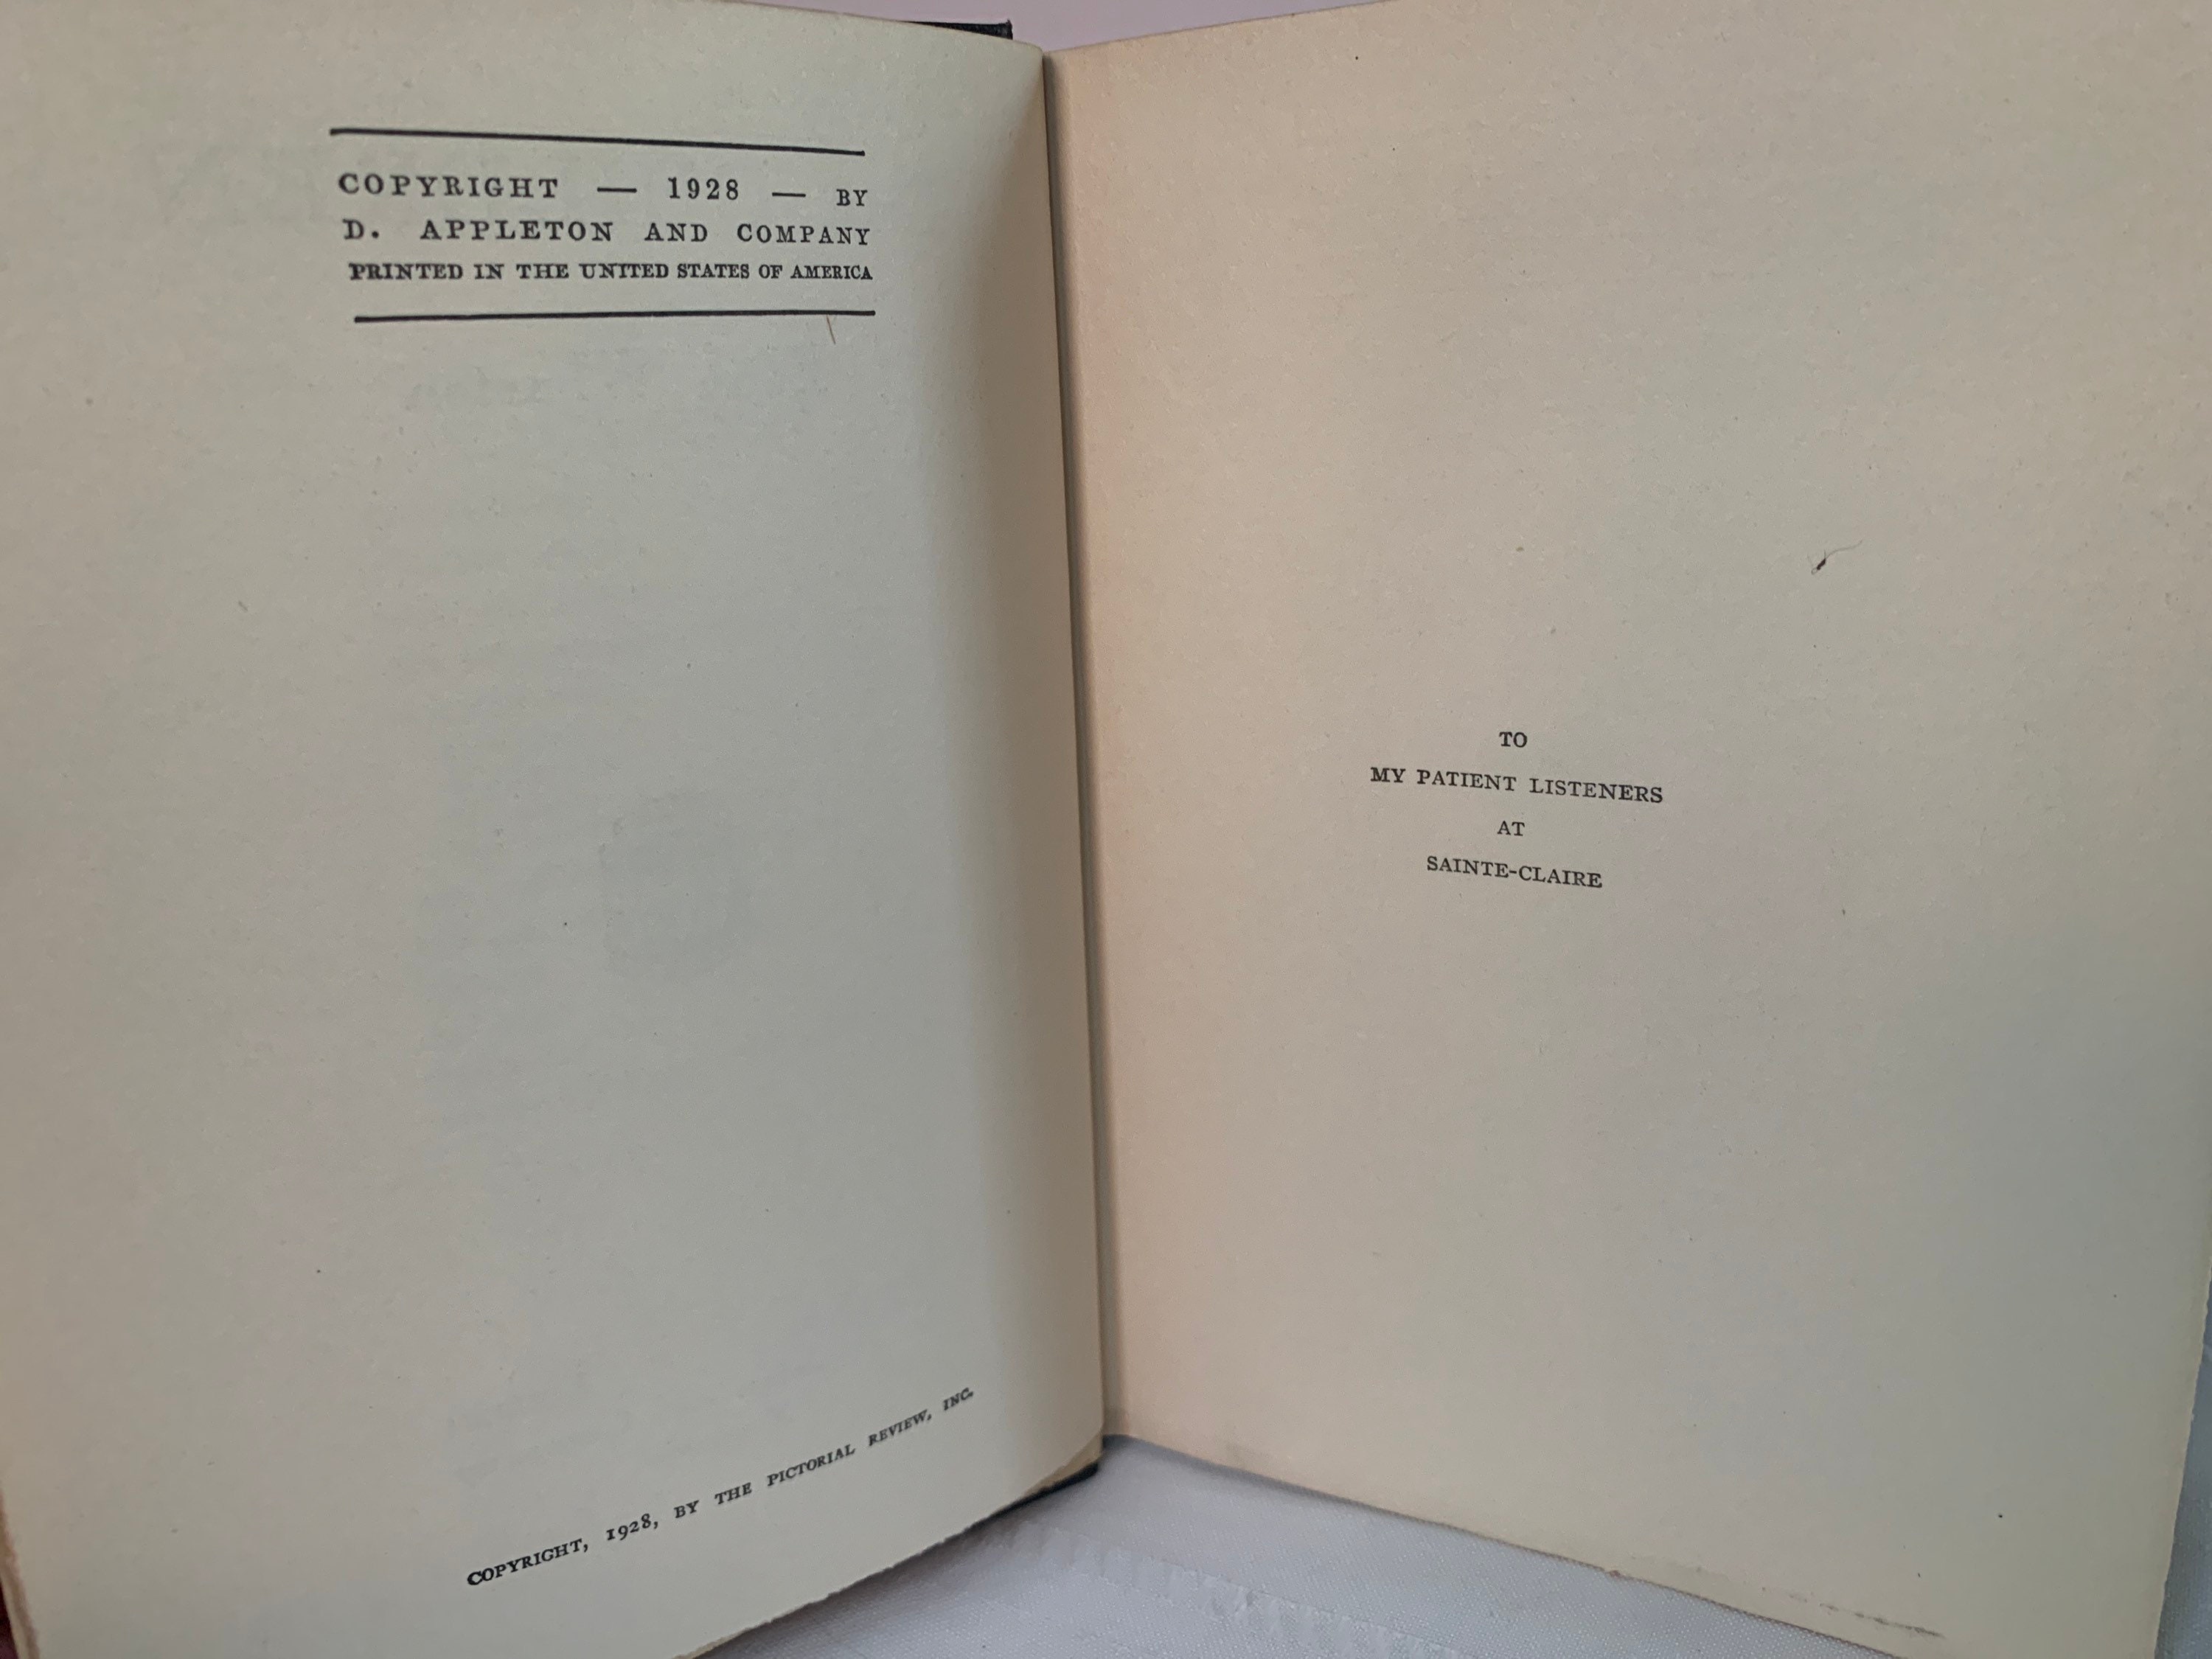 COPYRIGHT — 1928 — BY
D. APPLETON AND COMPANY
PRINTED IN THE UNITED STATES OF AMERICA
COPYRIGHT, 1928, BY THE PICTORIAL REVIEW, INC.
TO
MY PATIENT LISTENERS
AT
SAINTE-CLAIRE